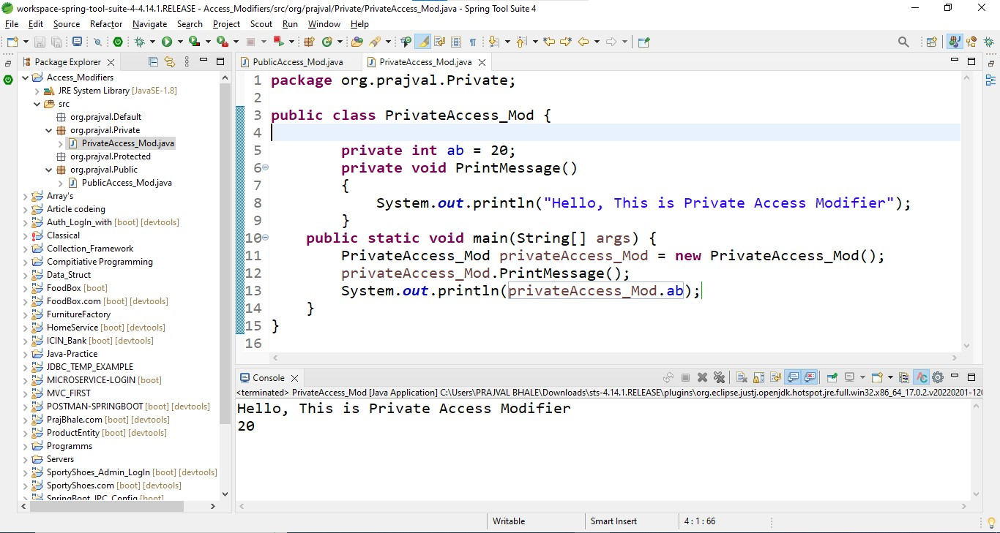 workspace-spring-tool-suite-4-4.14.1.RELEASE - Access_Modifiers/src/org/prajval/Private/PrivateAccess_Mod.java - Spring Tool Suite 4
File Edit Source Refactor Navigate Search Project Scout Run Window Help
Package Explorer
Access_Modifiers
JRE System Library [JavaSE-1.8]
src
org.prajval.Default
org.prajval.Private
PrivateAccess_Mod.java
org.prajval.Protected
org.prajval.Public
PublicAccess_Mod.java
Array's
Article codeing
Auth_LogIn_with [boot] [devtools]
Classical
Collection_Framework
Compitiative Programming
Data_Struct
FoodBox [boot]
FoodBox.com [boot] [devtools]
FurnitureFactory
HomeService [boot] [devtools]
ICIN_Bank [boot] [devtools]
Java-Practice
JDBC_TEMP_EXAMPLE
MICROSERVICE-LOGIN [boot]
MVC_FIRST
POSTMAN-SPRINGBOOT [boot] [devtools]
PrajBhale.com [boot] [devtools]
ProductEntity [boot] [devtools]
Programms
Servers
SportyShoes_Admin_LogIn [boot] [devtools]
SportyShoes.com [boot] [devtools]
SpringBoot_JPC_Config [boot]
PublicAccess_Mod.java PrivateAccess_Mod.java
1 package org.prajval.Private;
2
3 public class PrivateAccess_Mod {
4
5 private int ab = 20;
6 private void PrintMessage()
7 {
8 System.out.println("Hello, This is Private Access Modifier");
9 }
10 public static void main(String[] args) {
11 PrivateAccess_Mod privateAccess_Mod = new PrivateAccess_Mod();
12 privateAccess_Mod.PrintMessage();
13 System.out.println(privateAccess_Mod.ab);
14 }
15 }
16
Console
<terminated> PrivateAccess_Mod [Java Application] C:\Users\PRAJVAL BHALE\Downloads\sts-4.14.1.RELEASE\plugins\org.eclipse.justj.openjdk.hotspot.jre.full.win32.x86_64_17.0.2.v20220201-120
Hello, This is Private Access Modifier
20
Writable Smart Insert 4 : 1 : 66